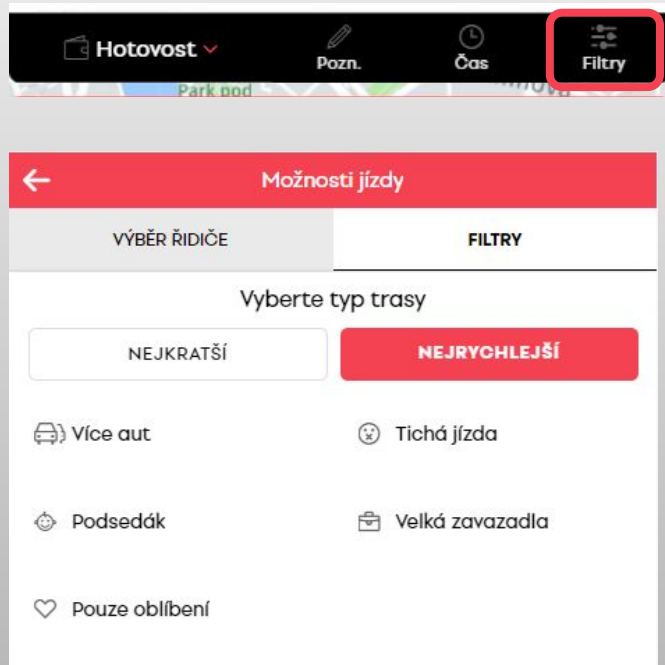 Hotovost
Pozn.
Čas
Filtry
Park pod
Možnosti jízdy
VÝBĚR ŘIDIČE
FILTRY
Vyberte typ trasy
NEJKRATŠÍ
NEJRYCHLEJŠÍ
Více aut
Tichá jízda
Podsedák
Velká zavazadla
Pouze oblíbení